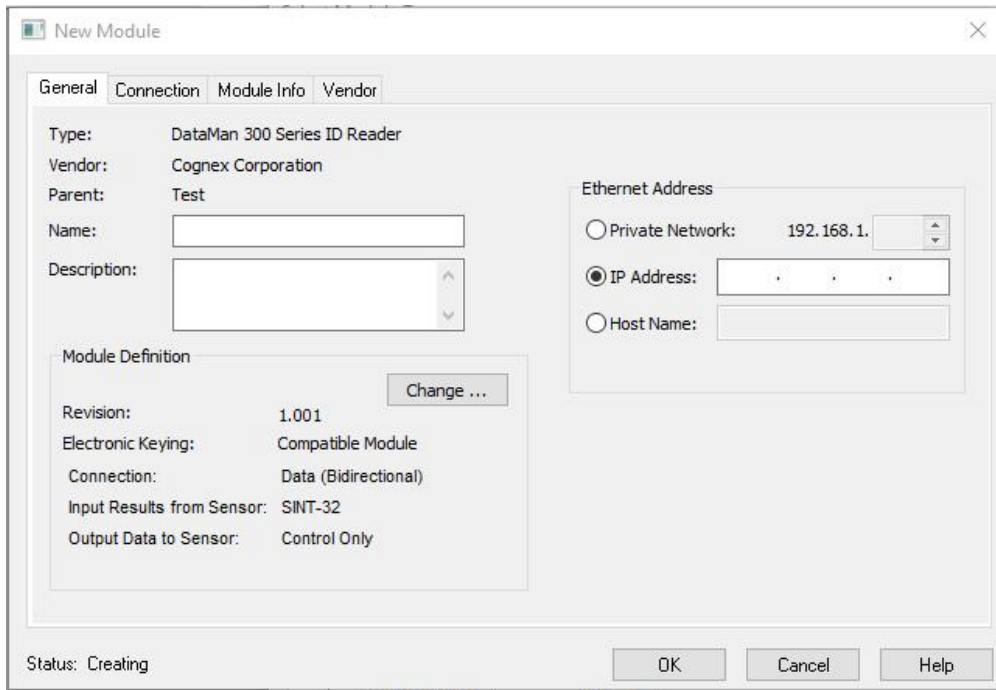 New Module
General Connection Module Info Vendor
Type: DataMan 300 Series ID Reader
Vendor: Cognex Corporation
Parent: Test
Name:
Description:
Ethernet Address
Private Network: 192.168.1.
IP Address: . . .
Host Name:
Module Definition
Change ...
Revision: 1.001
Electronic Keying: Compatible Module
Connection: Data (Bidirectional)
Input Results from Sensor: SINT-32
Output Data to Sensor: Control Only
Status: Creating
OK Cancel Help